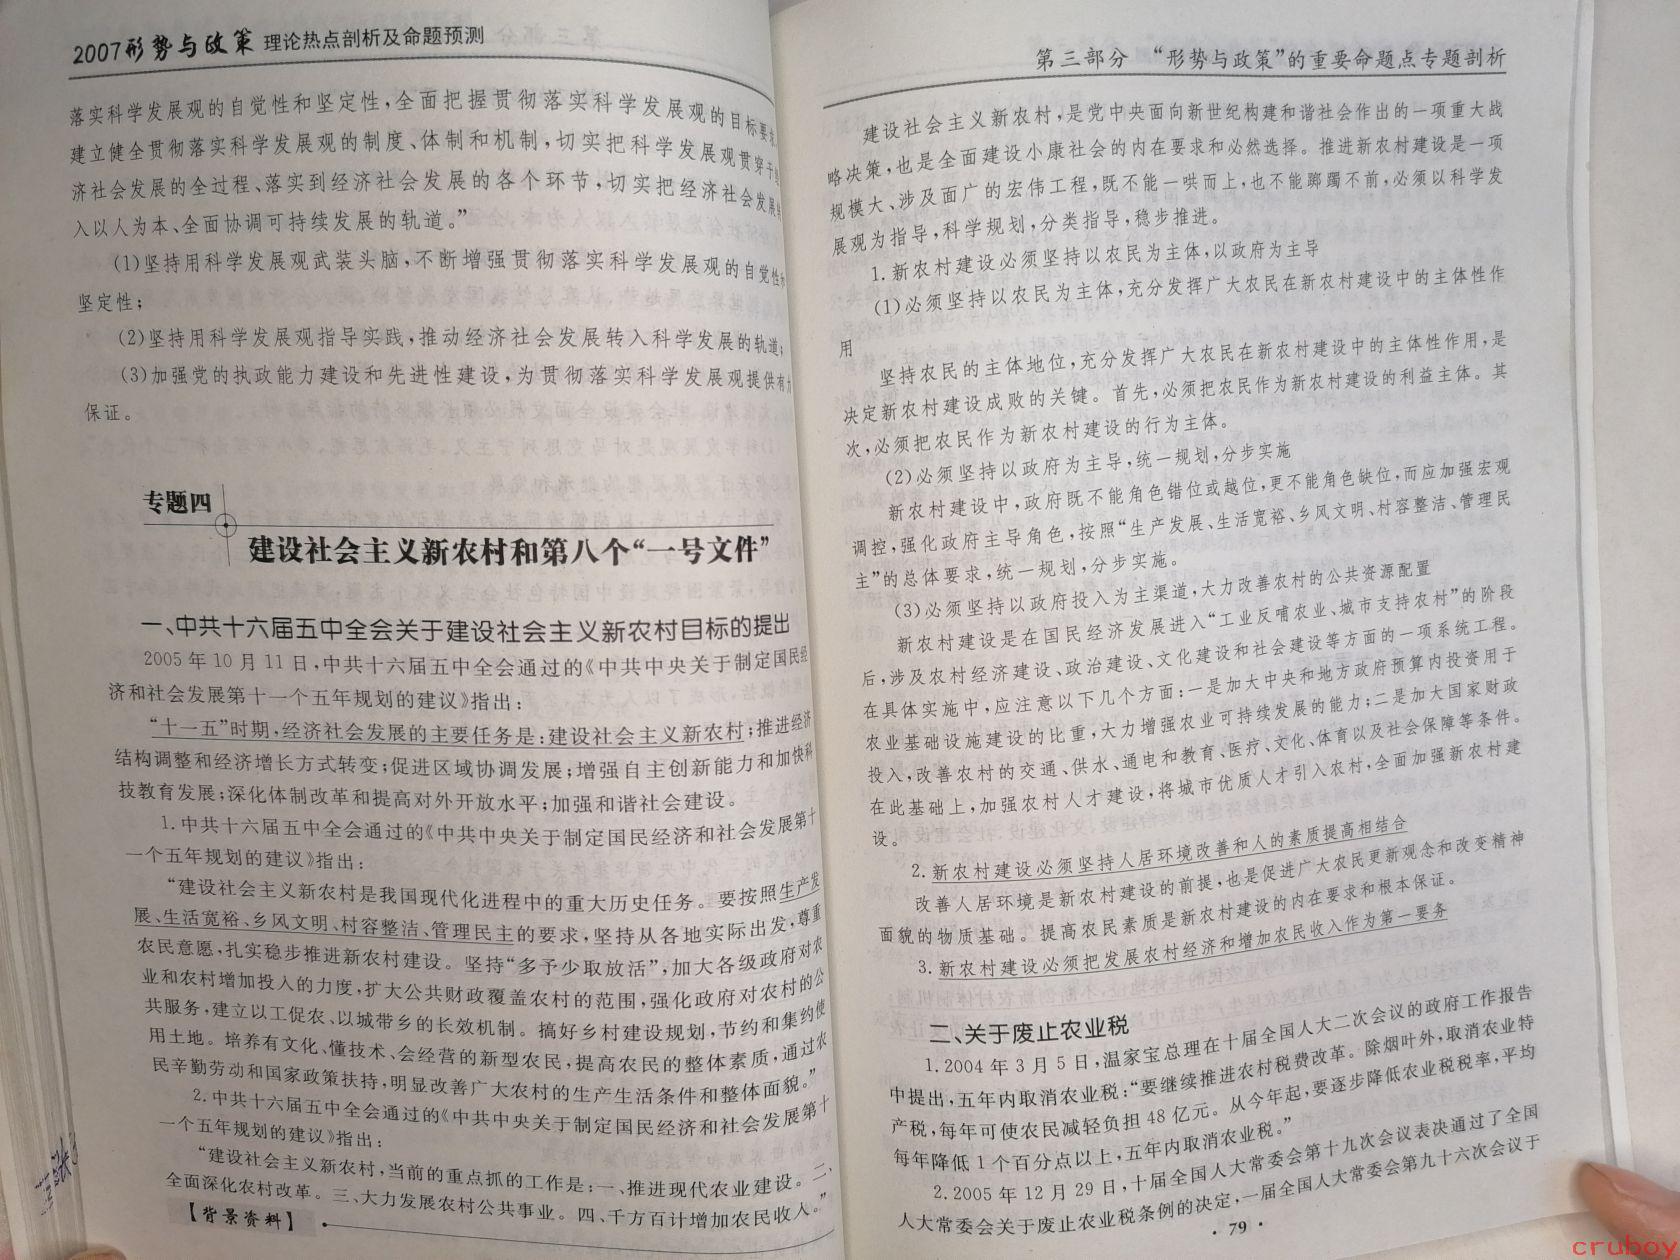 2007形势与政策 理论热点剖析及命题预测
落实科学发展观的自觉性和坚定性,全面把握贯彻落实科学发展观的目标要求
建立健全贯彻落实科学发展观的制度、体制和机制,切实把科学发展观贯穿于
济社会发展的全过程、落实到经济社会发展的各个环节,切实把经济社会发展
入以人为本、全面协调可持续发展的轨道。”
(1)坚持用科学发展观武装头脑,不断增强贯彻落实科学发展观的自觉性和
坚定性;
(2)坚持用科学发展观指导实践,推动经济社会发展转入科学发展的轨道;
(3)加强党的执政能力建设和先进性建设,为贯彻落实科学发展观提供有力
保证。
专题四
建设社会主义新农村和第八个“一号文件”
一、中共十六届五中全会关于建设社会主义新农村目标的提出
2005年10月11日,中共十六届五中全会通过的《中共中央关于制定国民经
济和社会发展第十一个五年规划的建议》指出:
“十一五”时期,经济社会发展的主要任务是:建设社会主义新农村;推进经济
结构调整和经济增长方式转变;促进区域协调发展;增强自主创新能力和加快科
技教育发展;深化体制改革和提高对外开放水平;加强和谐社会建设。
1.中共十六届五中全会通过的《中共中央关于制定国民经济和社会发展第十
一个五年规划的建议》指出:
“建设社会主义新农村是我国现代化进程中的重大历史任务。要按照生产发
展、生活宽裕、乡风文明、村容整洁、管理民主的要求,坚持从各地实际出发,尊重
农民意愿,扎实稳步推进新农村建设。坚持“多予少取放活”,加大各级政府对农
业和农村增加投入的力度,扩大公共财政覆盖农村的范围,强化政府对农村的公
共服务,建立以工促农、以城带乡的长效机制。搞好乡村建设规划,节约和集约使
用土地。培养有文化、懂技术、会经营的新型农民,提高农民的整体素质,通过农
民辛勤劳动和国家政策扶持,明显改善广大农村的生产生活条件和整体面貌。”
2.中共十六届五中全会通过的《中共中央关于制定国民经济和社会发展第十
一个五年规划的建议》指出:
“建设社会主义新农村,当前的重点抓的工作是:一、推进现代农业建设。二、
全面深化农村改革。三、大力发展农村公共事业。四、千方百计增加农民收入。”
【背景资料】
第三部分 “形势与政策”的重要命题点专题剖析
建设社会主义新农村,是党中央面向新世纪构建和谐社会作出的一项重大战
略决策,也是全面建设小康社会的内在要求和必然选择。推进新农村建设是一项
规模大、涉及面广的宏伟工程,既不能一哄而上,也不能踯躅不前,必须以科学发
展观为指导,科学规划,分类指导,稳步推进。
1.新农村建设必须坚持以农民为主体,以政府为主导
(1)必须坚持以农民为主体,充分发挥广大农民在新农村建设中的主体性作
用
坚持农民的主体地位,充分发挥广大农民在新农村建设中的主体性作用,是
决定新农村建设成败的关键。首先,必须把农民作为新农村建设的利益主体。其
次,必须把农民作为新农村建设的行为主体。
(2)必须坚持以政府为主导,统一规划,分步实施
新农村建设中,政府既不能角色错位或越位,更不能角色缺位,而应加强宏观
调控,强化政府主导角色,按照“生产发展、生活宽裕、乡风文明、村容整洁、管理民
主”的总体要求,统一规划,分步实施。
(3)必须坚持以政府投入为主渠道,大力改善农村的公共资源配置
新农村建设是在国民经济发展进入“工业反哺农业、城市支持农村”的阶段
后,涉及农村经济建设、政治建设、文化建设和社会建设等方面的一项系统工程。
在具体实施中,应注意以下几个方面:一是加大中央和地方政府预算内投资用于
农业基础设施建设的比重,大力增强农业可持续发展的能力;二是加大国家财政
投入,改善农村的交通、供水、通电和教育、医疗、文化、体育以及社会保障等条件。
在此基础上,加强农村人才建设,将城市优质人才引入农村,全面加强新农村建
设。
2.新农村建设必须坚持人居环境改善和人的素质提高相结合
改善人居环境是新农村建设的前提,也是促进广大农民更新观念和改变精神
面貌的物质基础。提高农民素质是新农村建设的内在要求和根本保证。
3.新农村建设必须把发展农村经济和增加农民收入作为第一要务
二、关于废止农业税
1.2004年3月5日,温家宝总理在十届全国人大二次会议的政府工作报告
中提出,五年内取消农业税:“要继续推进农村税费改革。除烟叶外,取消农业特
产税,每年可使农民减轻负担48亿元。从今年起,要逐步降低农业税税率,平均
每年降低1个百分点以上,五年内取消农业税。”
2.2005年12月29日,十届全国人大常委会第十九次会议表决通过了全国
人大常委会关于废止农业税条例的决定,一届全国人大常委会第九十六次会议于
· 79 ·
cruboy